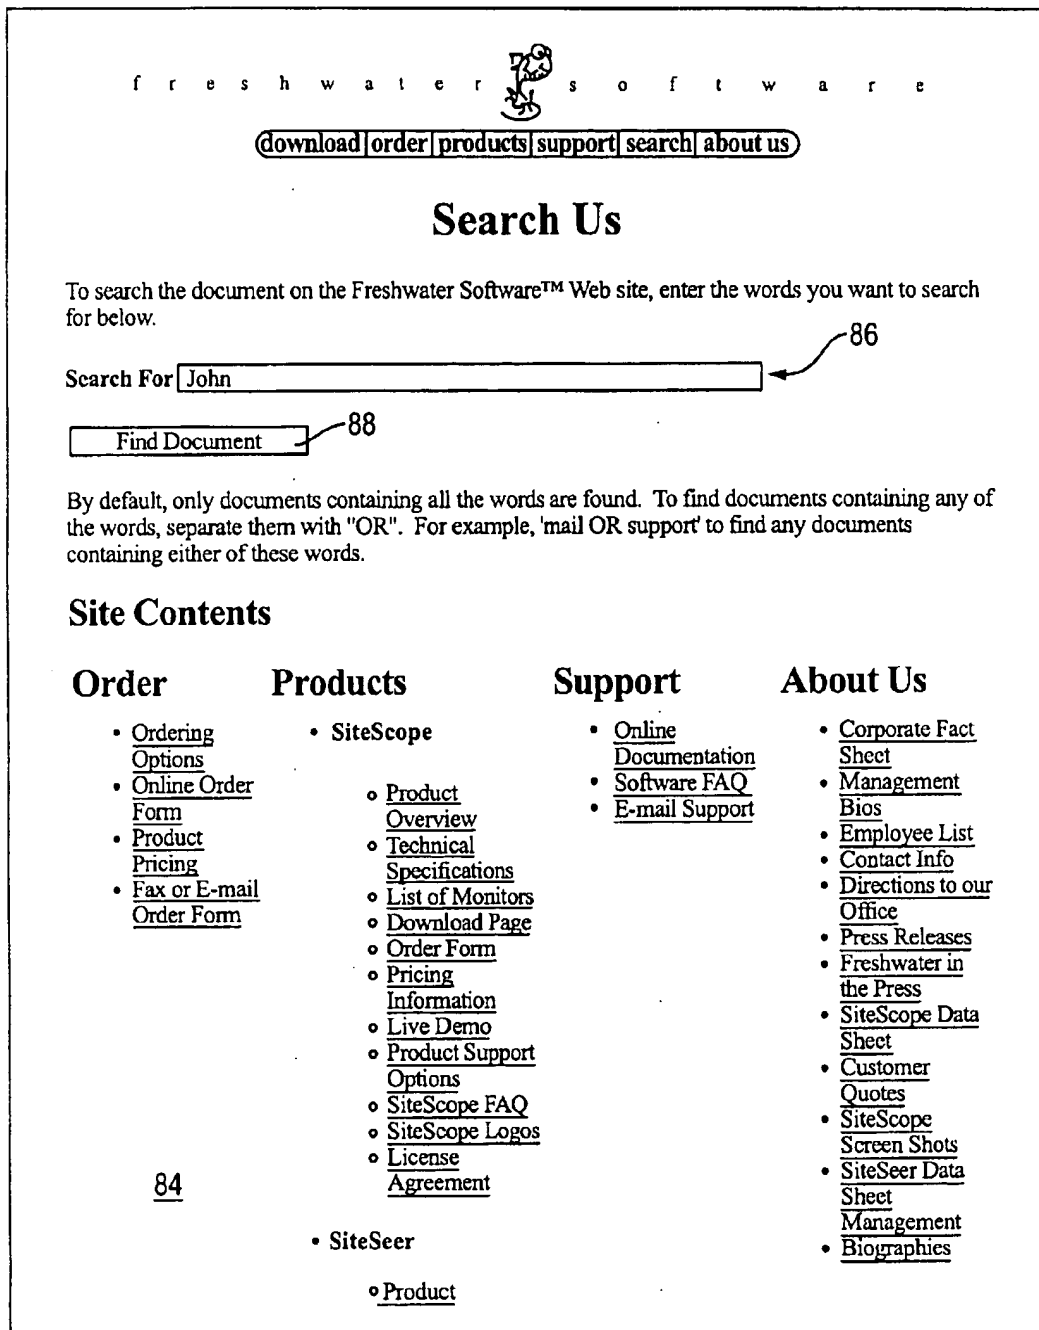 freshwater software
download order products support search about us
Search Us
To search the document on the Freshwater Software™ Web site, enter the words you want to search
for below.
86
Search For John
Find Document
88
By default, only documents containing all the words are found. To find documents containing any of
the words, separate them with "OR". For example, 'mail OR support' to find any documents
containing either of these words.
Site Contents
Order
• Ordering
Options
• Online Order
Form
• Product
Pricing
• Fax or E-mail
Order Form
84
Products
• SiteScope
o Product
Overview
o Technical
Specifications
o List of Monitors
o Download Page
o Order Form
o Pricing
Information
o Live Demo
o Product Support
Options
o SiteScope FAQ
o SiteScope Logos
o License
Agreement
• SiteSeer
o Product
Support
• Online
Documentation
• Software FAQ
• E-mail Support
About Us
• Corporate Fact
Sheet
• Management
Bios
• Employee List
• Contact Info
• Directions to our
Office
• Press Releases
• Freshwater in
the Press
• SiteScope Data
Sheet
• Customer
Quotes
• SiteScope
Screen Shots
• SiteSeer Data
Sheet
Management
• Biographies